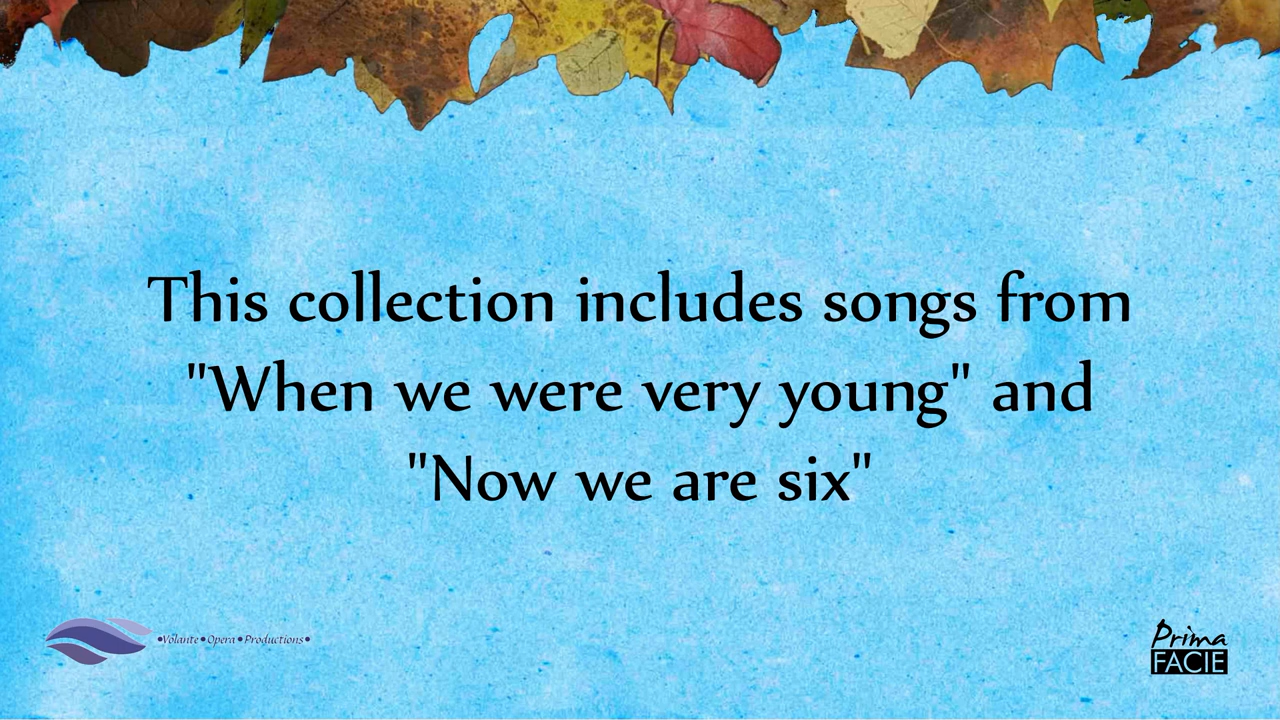 This collection includes songs from
"When we were very young" and
"Now we are six"
•Volante•Opera•Productions•
Prima
FACIE